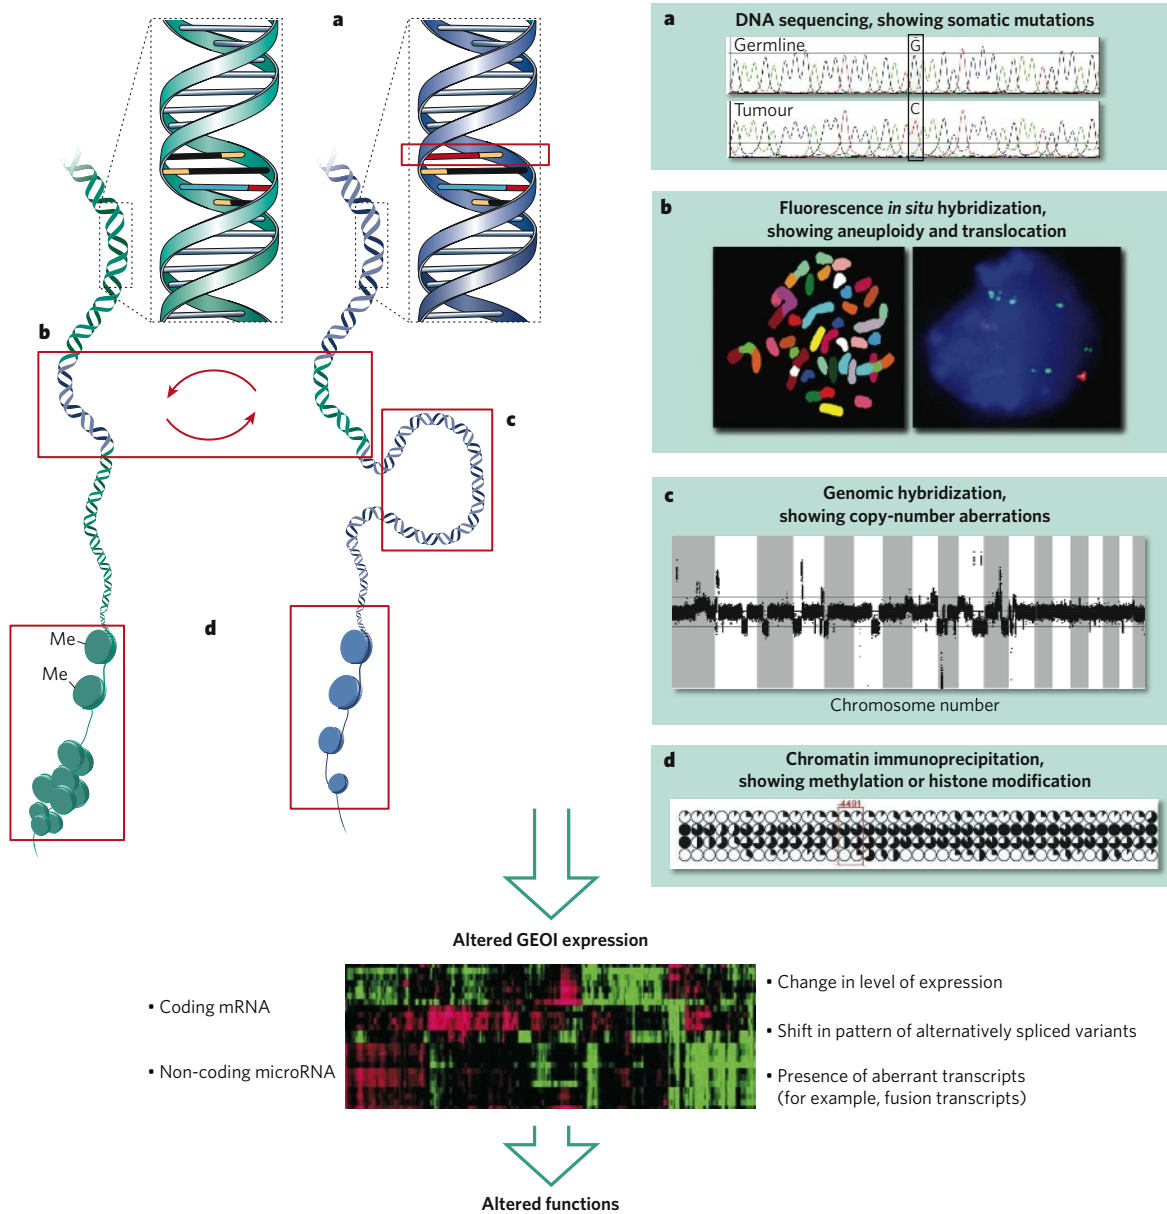 a
b
c
d
Me
Me
a
DNA sequencing, showing somatic mutations
Germline
G
Tumour
C
b
Fluorescence in situ hybridization,
showing aneuploidy and translocation
c
Genomic hybridization,
showing copy-number aberrations
Chromosome number
d
Chromatin immunoprecipitation,
showing methylation or histone modification
-4491
Altered GEOI expression
• Coding mRNA
• Non-coding microRNA
• Change in level of expression
• Shift in pattern of alternatively spliced variants
• Presence of aberrant transcripts
(for example, fusion transcripts)
Altered functions